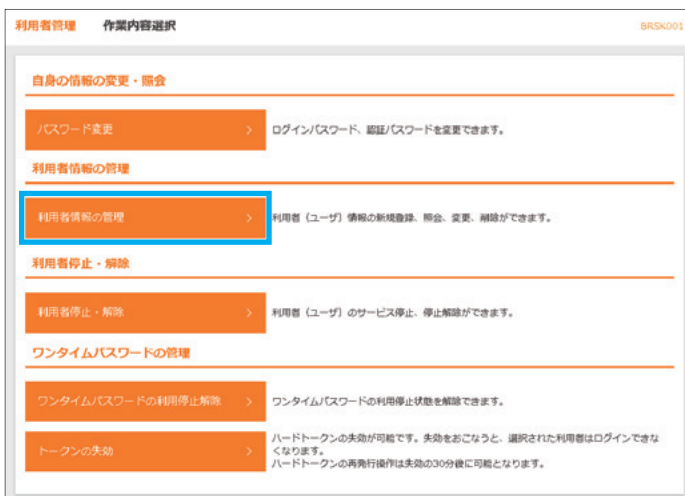 利用者管理 作業内容選択 BRSK001
自身の情報の変更・照会
パスワード変更 > ログインパスワード、認証パスワードを変更できます。
利用者情報の管理
利用者情報の管理 > 利用者（ユーザ）情報の新規登録、照会、変更、削除ができます。
利用者停止・解除
利用者停止・解除 > 利用者（ユーザ）のサービス停止、停止解除ができます。
ワンタイムパスワードの管理
ワンタイムパスワードの利用停止解除 > ワンタイムパスワードの利用停止状態を解除できます。
トークンの失効 > ハードトークンの失効が可能です。失効をおこなうと、選択された利用者はログインできな
くなります。
ハードトークンの再発行操作は失効の30分後に可能となります。